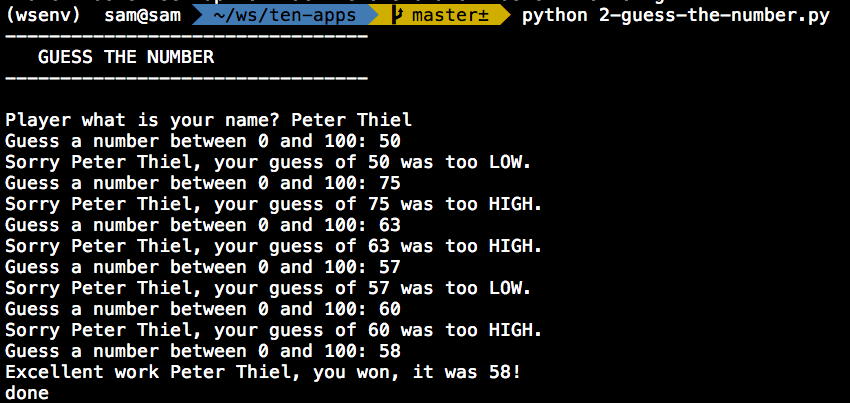 (wsenv) sam@sam ~/ws/ten-apps master± python 2-guess-the-number.py
---------------------------------
GUESS THE NUMBER
---------------------------------
Player what is your name? Peter Thiel
Guess a number between 0 and 100: 50
Sorry Peter Thiel, your guess of 50 was too LOW.
Guess a number between 0 and 100: 75
Sorry Peter Thiel, your guess of 75 was too HIGH.
Guess a number between 0 and 100: 63
Sorry Peter Thiel, your guess of 63 was too HIGH.
Guess a number between 0 and 100: 57
Sorry Peter Thiel, your guess of 57 was too LOW.
Guess a number between 0 and 100: 60
Sorry Peter Thiel, your guess of 60 was too HIGH.
Guess a number between 0 and 100: 58
Excellent work Peter Thiel, you won, it was 58!
done